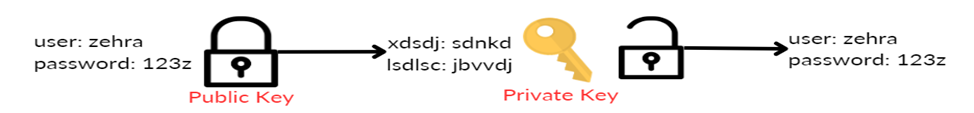 user: zehra
password: 123z
Public Key
xdsdj: sdnkd
lsdlsc: jbvvdj
Private Key
user: zehra
password: 123z